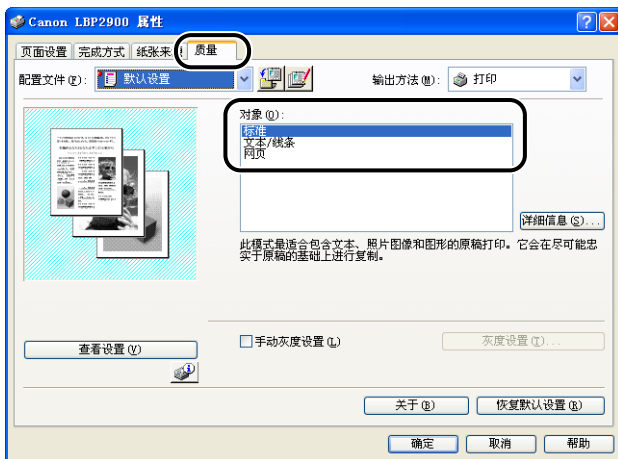 Canon LBP2900 属性
页面设置 完成方式 纸张来 质量
配置文件(F): 默认设置 输出方法(M): 打印
对象(O):
标准
文本/线条
网页
详细信息(S)...
此模式最适合包含文本、照片图像和图形的原稿打印。它会在尽可能忠
实于原稿的基础上进行复制。
手动灰度设置(L) 灰度设置(T)...
查看设置(V)
关于(B) 恢复默认设置(R)
确定 取消 帮助